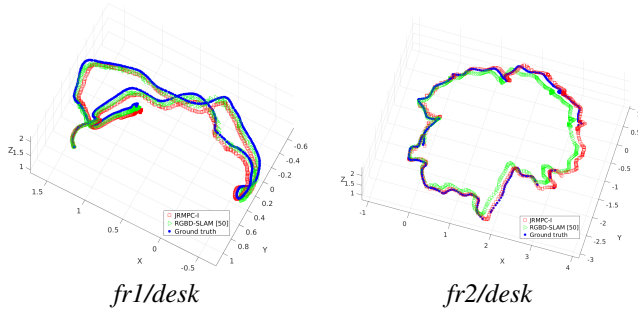 -0.6
-0.4
-0.2
0
0.2
0.4
0.6
0.8
1
Y
Z
2
1.5
1
1.5
1
0.5
0
-0.5
X
JRMPC-I
RGBD-SLAM [50]
Ground truth
fr1/desk
1
0.5
0
-0.5
-1
-1.5
-2
-2.5
-3
Y
Z
2
1.5
1
-1
0
1
2
3
4
X
JRMPC-I
RGBD-SLAM [50]
Ground truth
fr2/desk